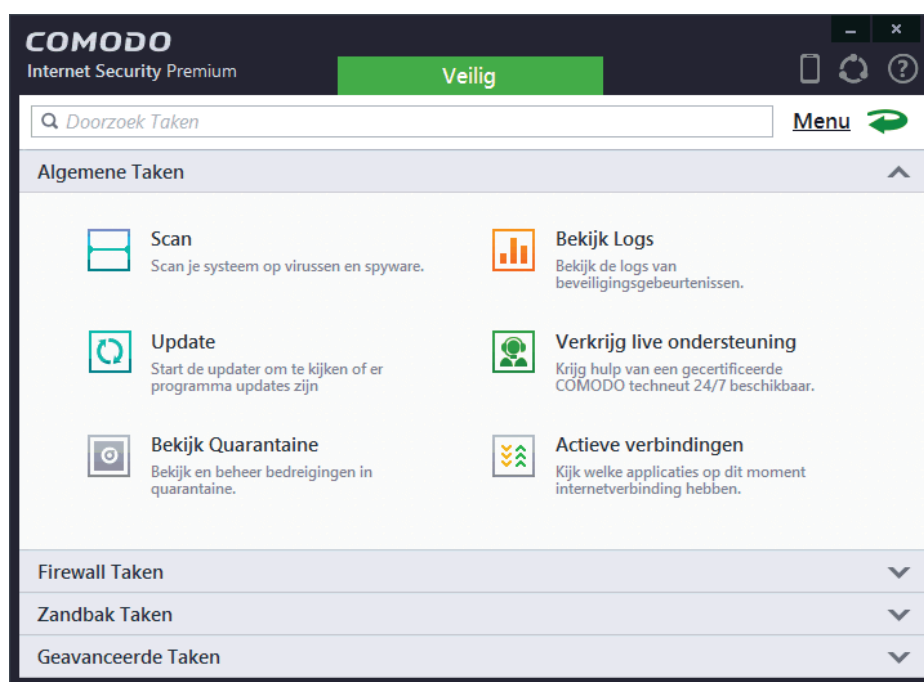 COMODO
Internet Security Premium
Veilig
Doorzoek Taken
Menu
Algemene Taken
Scan
Scan je systeem op virussen en spyware.
Bekijk Logs
Bekijk de logs van
beveiligingsgebeurtenissen.
Update
Start de updater om te kijken of er
programma updates zijn
Verkrijg live ondersteuning
Krijg hulp van een gecertificeerde
COMODO techneut 24/7 beschikbaar.
Bekijk Quarantaine
Bekijk en beheer bedreigingen in
quarantaine.
Actieve verbindingen
Kijk welke applicaties op dit moment
internetverbinding hebben.
Firewall Taken
Zandbak Taken
Geavanceerde Taken